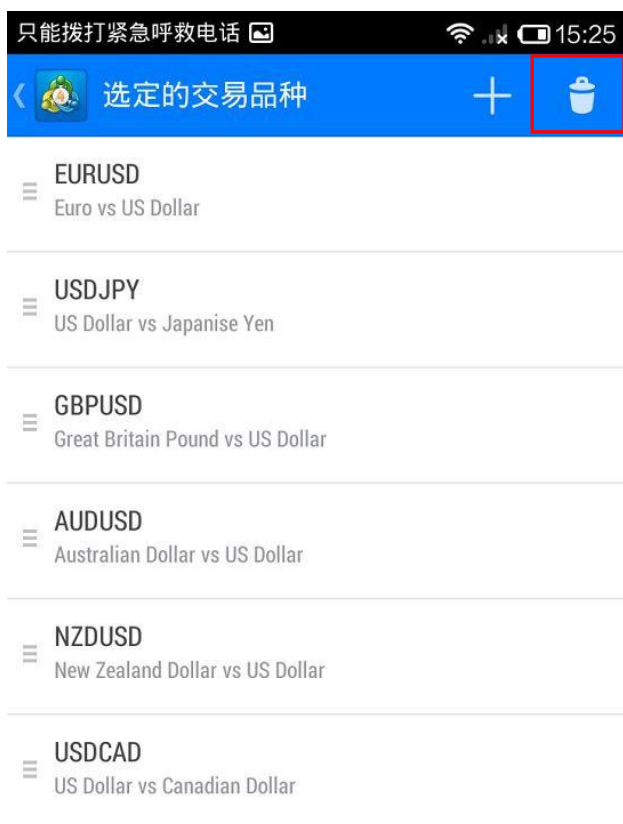 只能拨打紧急呼救电话 15:25
选定的交易品种
EURUSD
Euro vs US Dollar
USDJPY
US Dollar vs Japanise Yen
GBPUSD
Great Britain Pound vs US Dollar
AUDUSD
Australian Dollar vs US Dollar
NZDUSD
New Zealand Dollar vs US Dollar
USDCAD
US Dollar vs Canadian Dollar